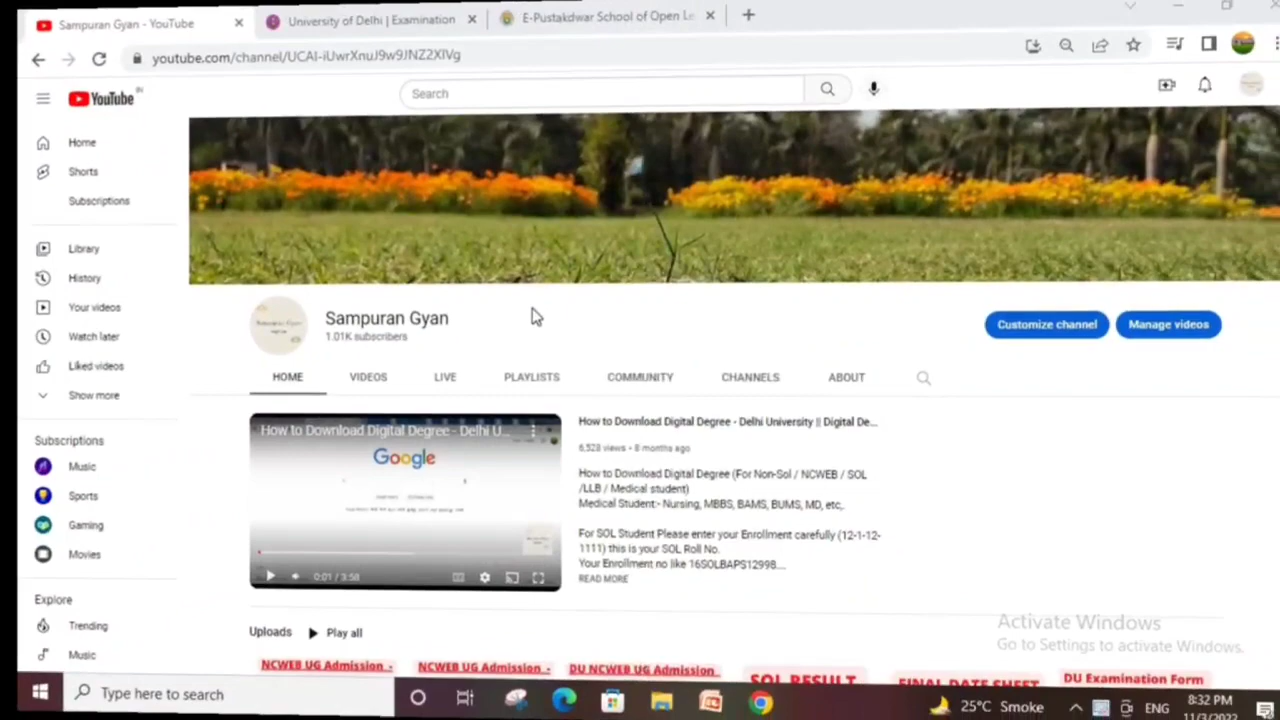 Sampuran Gyan - YouTube
University of Delhi | Examination
E-Pustakdwar School of Open Le
youtube.com/channel/UCAI-iUwrXnuJ9w9JNZ2XIVg
YouTube IN
Search
Home
Shorts
Subscriptions
Library
History
Your videos
Watch later
Liked videos
Show more
Subscriptions
Music
Sports
Gaming
Movies
Explore
Trending
Music
Sampuran Gyan
1.01K subscribers
Customize channel
Manage videos
HOME VIDEOS LIVE PLAYLISTS COMMUNITY CHANNELS ABOUT
How to Download Digital Degree - Delhi U...
Google
0:01 / 3:58
How to Download Digital Degree - Delhi University || Digital De...
6,528 views • 8 months ago
How to Download Digital Degree (For Non-Sol / NCWEB / SOL
/LLB / Medical student)
Medical Student:- Nursing, MBBS, BAMS, BUMS, MD, etc,.
For SOL Student Please enter your Enrollment carefully (12-1-12-
1111) this is your SOL Roll No.
Your Enrollment no like 16SOLBAPS12998...
READ MORE
Uploads
Play all
NCWEB UG Admission -
NCWEB UG Admission -
DU NCWEB UG Admission
SOL RESULT
FINAL DATE SHEET
DU Examination Form
Activate Windows
Go to Settings to activate Windows.
Type here to search
25°C Smoke
ENG
8:32 PM